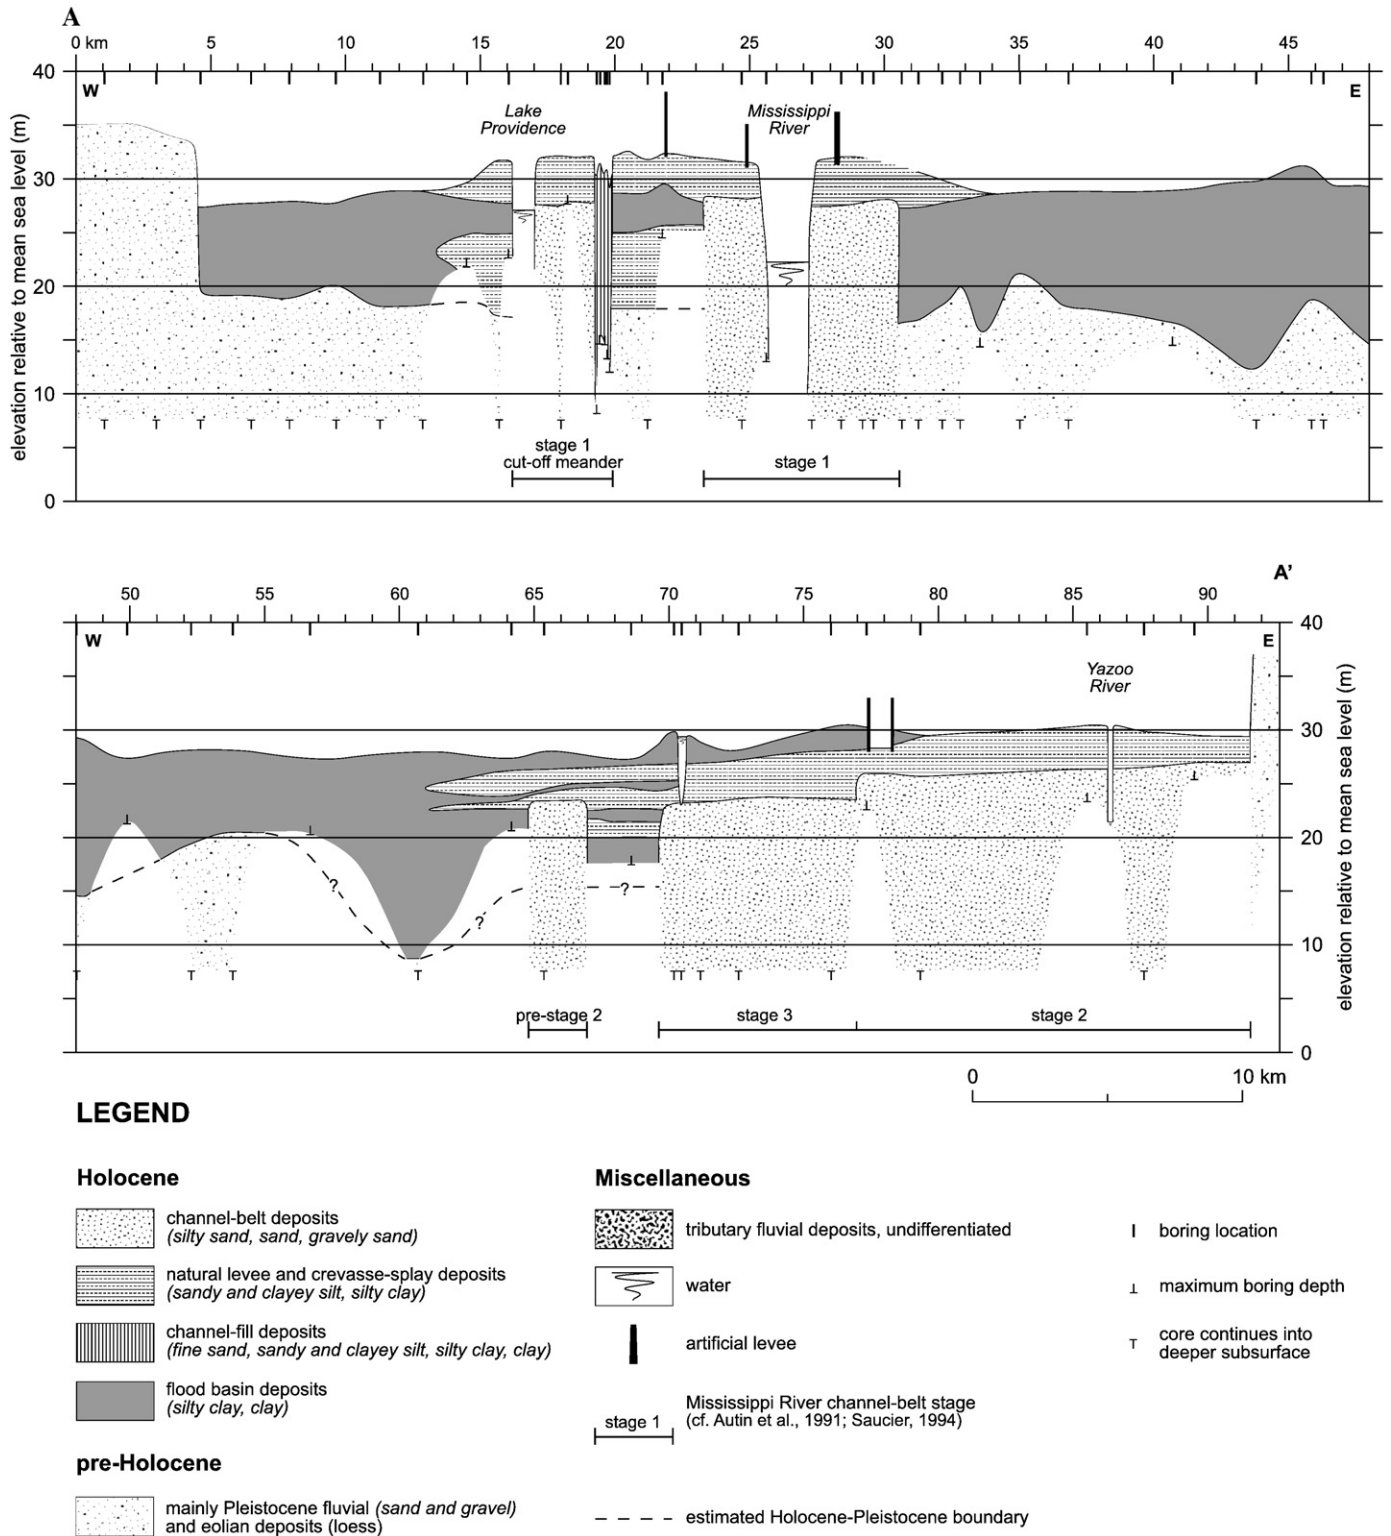 A
0 km 5 10 15 20 25 30 35 40 45
40
W
E
Lake
Providence
Mississippi
River
30
20
10
0
elevation relative to mean sea level (m)
stage 1
cut-off meander
stage 1
A’
50 55 60 65 70 75 80 85 90
W
E
40
Yazoo
River
30
20
10
0
elevation relative to mean sea level (m)
?
?
?
pre-stage 2
stage 3
stage 2
0 10 km
LEGEND
Holocene
channel-belt deposits
(silty sand, sand, gravely sand)
natural levee and crevasse-splay deposits
(sandy and clayey silt, silty clay)
channel-fill deposits
(fine sand, sandy and clayey silt, silty clay, clay)
flood basin deposits
(silty clay, clay)
pre-Holocene
mainly Pleistocene fluvial (sand and gravel)
and eolian deposits (loess)
Miscellaneous
tributary fluvial deposits, undifferentiated
water
artificial levee
stage 1
Mississippi River channel-belt stage
(cf. Autin et al., 1991; Saucier, 1994)
estimated Holocene-Pleistocene boundary
boring location
maximum boring depth
core continues into
deeper subsurface